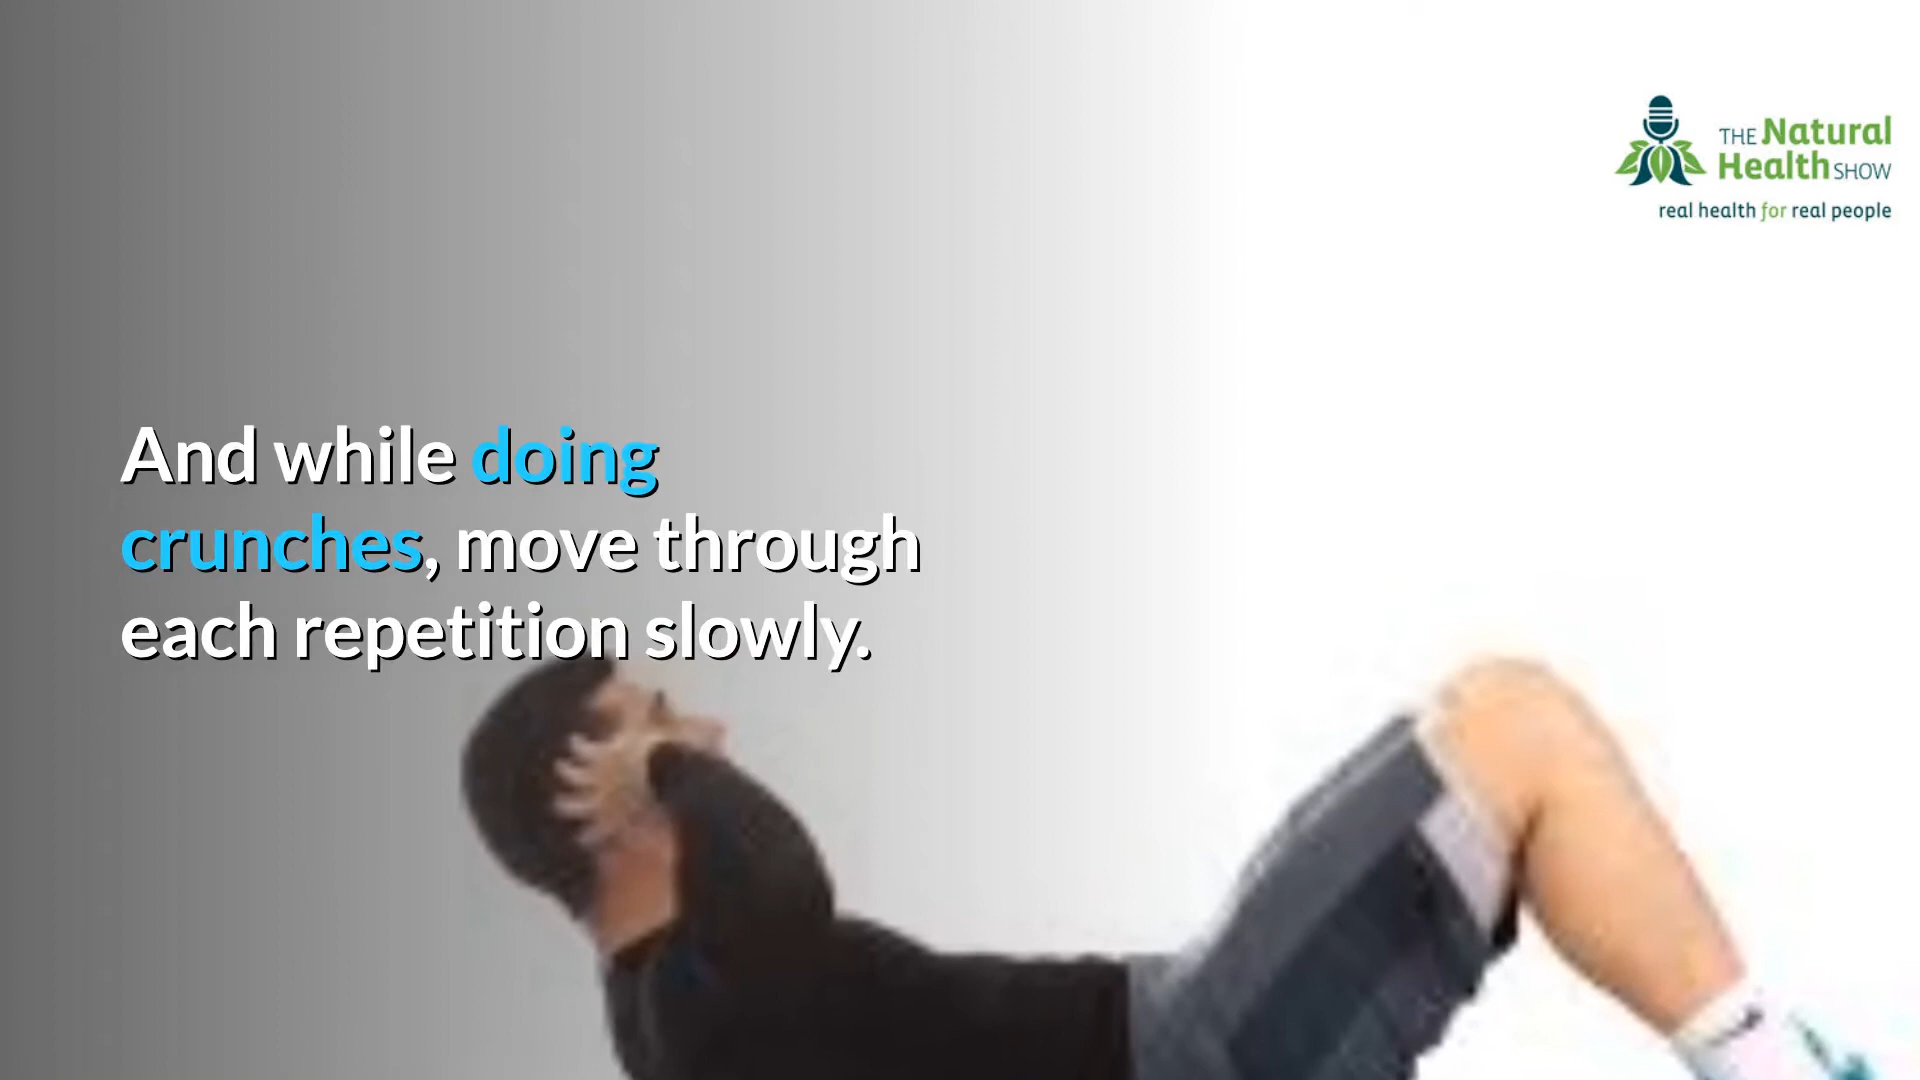 THE Natural
Health SHOW
real health for real people
And while doing
crunches, move through
each repetition slowly.